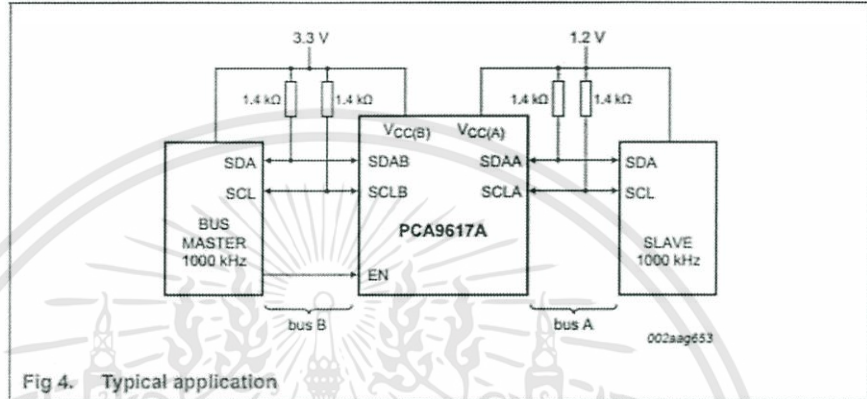 3.3 V
1.2 V
1.4 kΩ
1.4 kΩ
1.4 kΩ
1.4 kΩ
VCC(B)
VCC(A)
SDA
SDAB
SDAA
SDA
SCL
SCLB
SCLA
SCL
PCA9617A
BUS
MASTER
1000 kHz
SLAVE
1000 kHz
EN
bus B
bus A
002aag653
Fig 4. Typical application